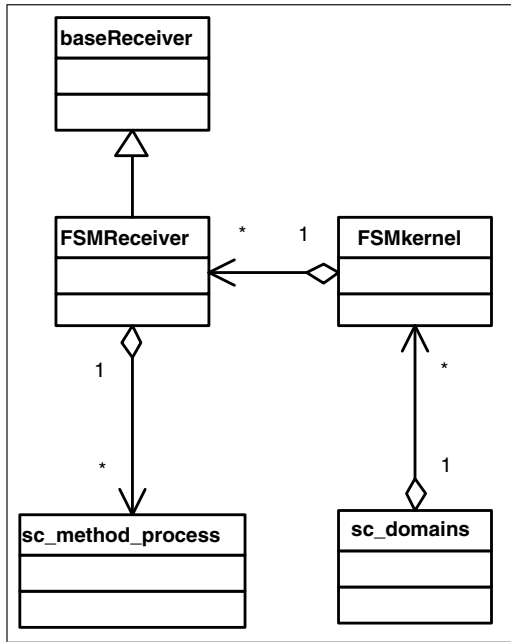 baseReceiver
FSMReceiver
* 1
FSMkernel
1
*
*
1
sc_method_process
sc_domains